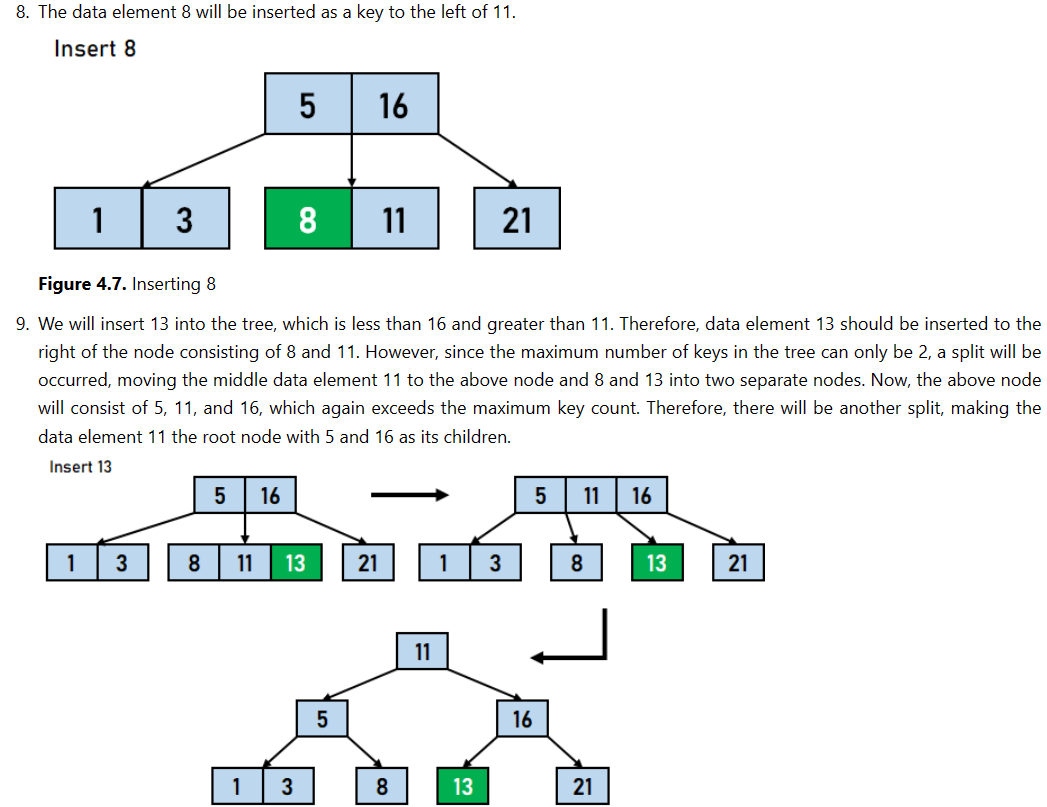 8. The data element 8 will be inserted as a key to the left of 11.
Insert 8
5 16
1 3 8 11 21
Figure 4.7. Inserting 8
9. We will insert 13 into the tree, which is less than 16 and greater than 11. Therefore, data element 13 should be inserted to the
right of the node consisting of 8 and 11. However, since the maximum number of keys in the tree can only be 2, a split will be
occurred, moving the middle data element 11 to the above node and 8 and 13 into two separate nodes. Now, the above node
will consist of 5, 11, and 16, which again exceeds the maximum key count. Therefore, there will be another split, making the
data element 11 the root node with 5 and 16 as its children.
Insert 13
5 16 5 11 16
1 3 8 11 13 21 1 3 8 13 21
11
5 16
1 3 8 13 21